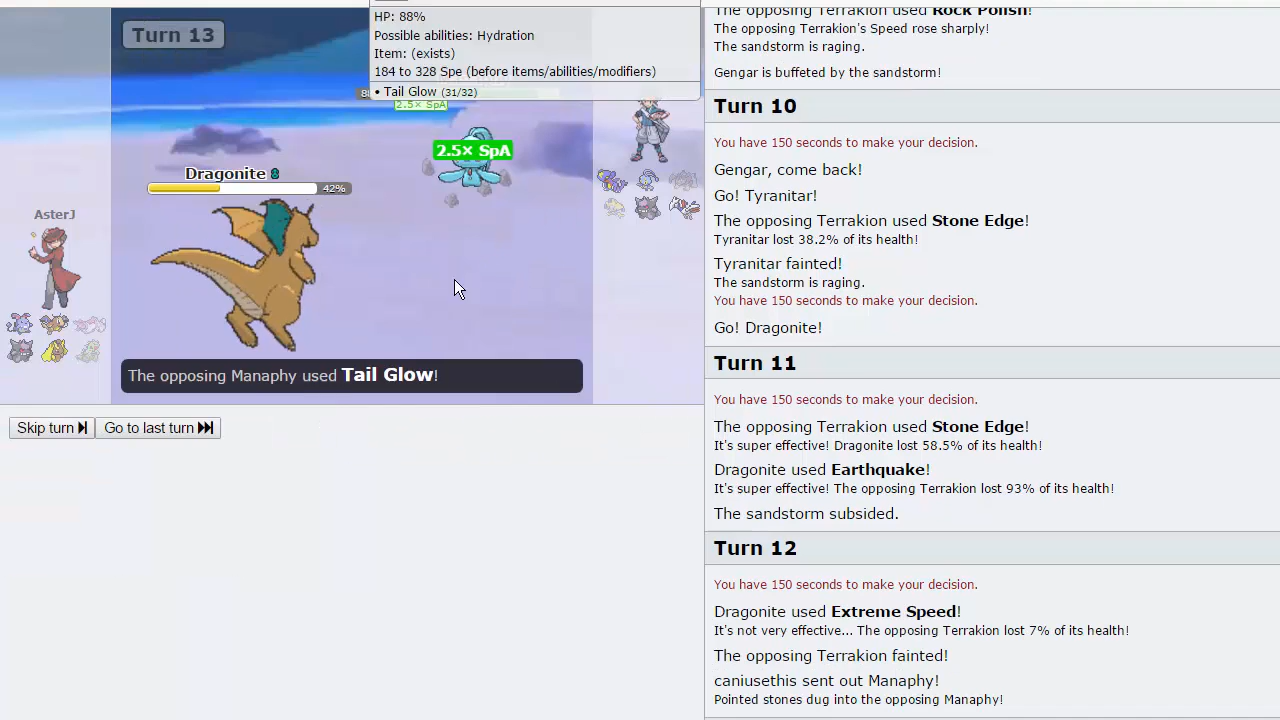 Turn 13
HP: 88%
Possible abilities: Hydration
Item: (exists)
184 to 328 Spe (before items/abilities/modifiers)
• Tail Glow (31/32)
2.5× SpA
2.5× SpA
Dragonite
42%
AsterJ
The opposing Manaphy used Tail Glow!
Skip turn
Go to last turn
The opposing Terrakion used Rock Polish!
The opposing Terrakion's Speed rose sharply!
The sandstorm is raging.
Gengar is buffeted by the sandstorm!
Turn 10
You have 150 seconds to make your decision.
Gengar, come back!
Go! Tyranitar!
The opposing Terrakion used Stone Edge!
Tyranitar lost 38.2% of its health!
Tyranitar fainted!
The sandstorm is raging.
You have 150 seconds to make your decision.
Go! Dragonite!
Turn 11
You have 150 seconds to make your decision.
The opposing Terrakion used Stone Edge!
It's super effective! Dragonite lost 58.5% of its health!
Dragonite used Earthquake!
It's super effective! The opposing Terrakion lost 93% of its health!
The sandstorm subsided.
Turn 12
You have 150 seconds to make your decision.
Dragonite used Extreme Speed!
It's not very effective... The opposing Terrakion lost 7% of its health!
The opposing Terrakion fainted!
caniusethis sent out Manaphy!
Pointed stones dug into the opposing Manaphy!